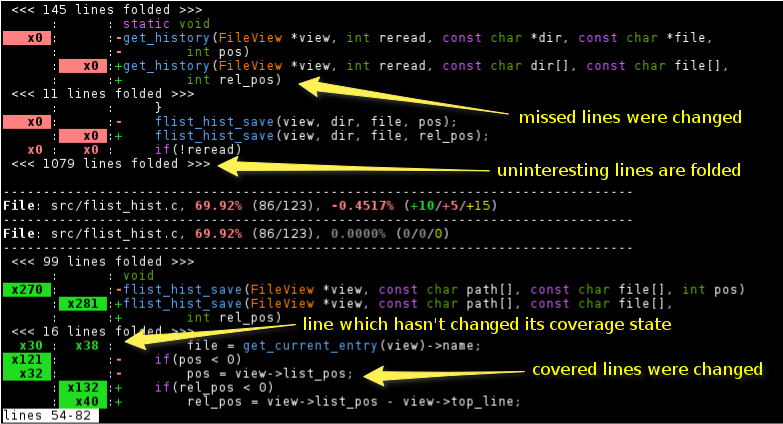 <<< 145 lines folded >>>
: : static void
x0 : :-get_history(FileView *view, int reread, const char *dir, const char *file,
: :- int pos)
: x0 :+get_history(FileView *view, int reread, const char dir[], const char file[],
: :+ int rel_pos)
<<< 11 lines folded >>>
: : }
x0 : :- flist_hist_save(view, dir, file, pos);
: x0 :+ flist_hist_save(view, dir, file, rel_pos);
x0 : x0 : if(!reread)
<<< 1079 lines folded >>>
missed lines were changed
uninteresting lines are folded
-------------------------------------------------------------------------------
File: src/flist_hist.c, 69.92% (86/123), -0.4517% (+10/+5/+15)
-------------------------------------------------------------------------------
File: src/flist_hist.c, 69.92% (86/123), 0.0000% (0/0/0)
-------------------------------------------------------------------------------
<<< 99 lines folded >>>
: : void
x270 : :-flist_hist_save(FileView *view, const char path[], const char file[], int pos)
: x281 :+flist_hist_save(FileView *view, const char path[], const char file[],
: :+ int rel_pos)
<<< 16 lines folded >>>
x30 : x38 : file = get_current_entry(view)->name;
x121 : :- if(pos < 0)
x32 : :- pos = view->list_pos;
: x132 :+ if(rel_pos < 0)
: x40 :+ rel_pos = view->list_pos - view->top_line;
line which hasn't changed its coverage state
covered lines were changed
lines 54-82